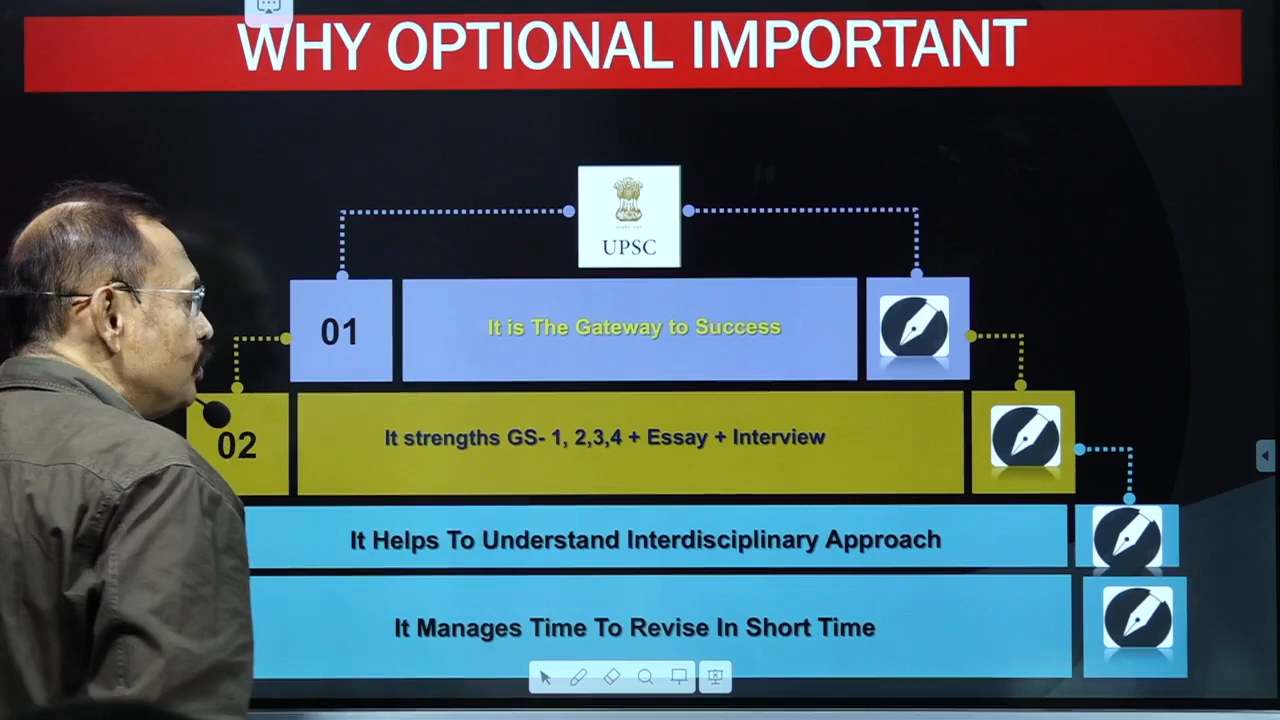 WHY OPTIONAL IMPORTANT
UPSC
01
It is The Gateway to Success
02
It strengths GS- 1, 2,3,4 + Essay + Interview
It Helps To Understand Interdisciplinary Approach
It Manages Time To Revise In Short Time